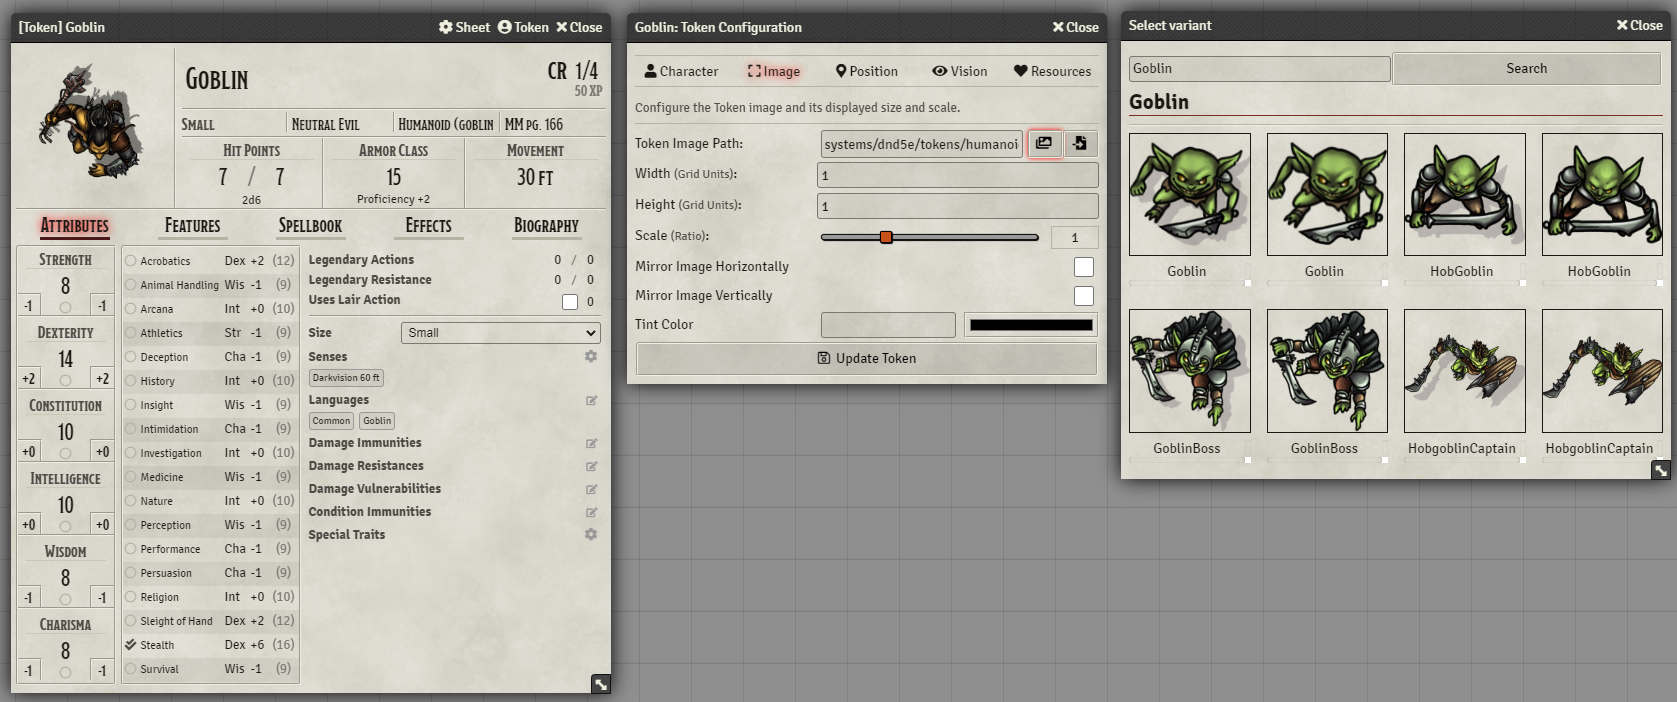 [Token] Goblin
Sheet Token Close
GOBLIN
CR 1/4
50 XP
SMALL
NEUTRAL EVIL
HUMANOID (GOBLIN
MM PG. 166
HIT POINTS
7 / 7
2d6
ARMOR CLASS
15
Proficiency +2
MOVEMENT
30 FT
ATTRIBUTES FEATURES SPELLBOOK EFFECTS BIOGRAPHY
STRENGTH
8
-1 -1
DEXTERITY
14
+2 +2
CONSTITUTION
10
+0 +0
INTELLIGENCE
10
+0 +0
WISDOM
8
-1 -1
CHARISMA
8
-1 -1
Acrobatics Dex +2 (12)
Animal Handling Wis -1 (9)
Arcana Int +0 (10)
Athletics Str -1 (9)
Deception Cha -1 (9)
History Int +0 (10)
Insight Wis -1 (9)
Intimidation Cha -1 (9)
Investigation Int +0 (10)
Medicine Wis -1 (9)
Nature Int +0 (10)
Perception Wis -1 (9)
Performance Cha -1 (9)
Persuasion Cha -1 (9)
Religion Int +0 (10)
Sleight of Hand Dex +2 (12)
Stealth Dex +6 (16)
Survival Wis -1 (9)
Legendary Actions 0 / 0
Legendary Resistance 0 / 0
Uses Lair Action 0
Size Small
Senses
Darkvision 60 ft
Languages
Common Goblin
Damage Immunities
Damage Resistances
Damage Vulnerabilities
Condition Immunities
Special Traits
Goblin: Token Configuration
Close
Character Image Position Vision Resources
Configure the Token image and its displayed size and scale.
Token Image Path: systems/dnd5e/tokens/humanoi
Width (Grid Units): 1
Height (Grid Units): 1
Scale (Ratio): 1
Mirror Image Horizontally
Mirror Image Vertically
Tint Color
Update Token
Select variant
Close
Goblin
Search
Goblin
Goblin Goblin HobGoblin HobGoblin
GoblinBoss GoblinBoss HobgoblinCaptain HobgoblinCaptain